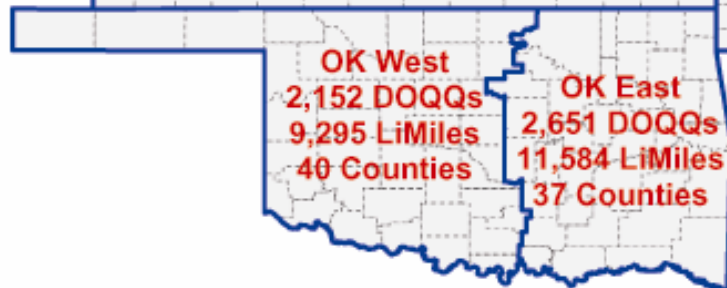 OK West
2,152 DOQQs
9,295 LiMiles
40 Counties
OK East
2,651 DOQQs
11,584 LiMiles
37 Counties